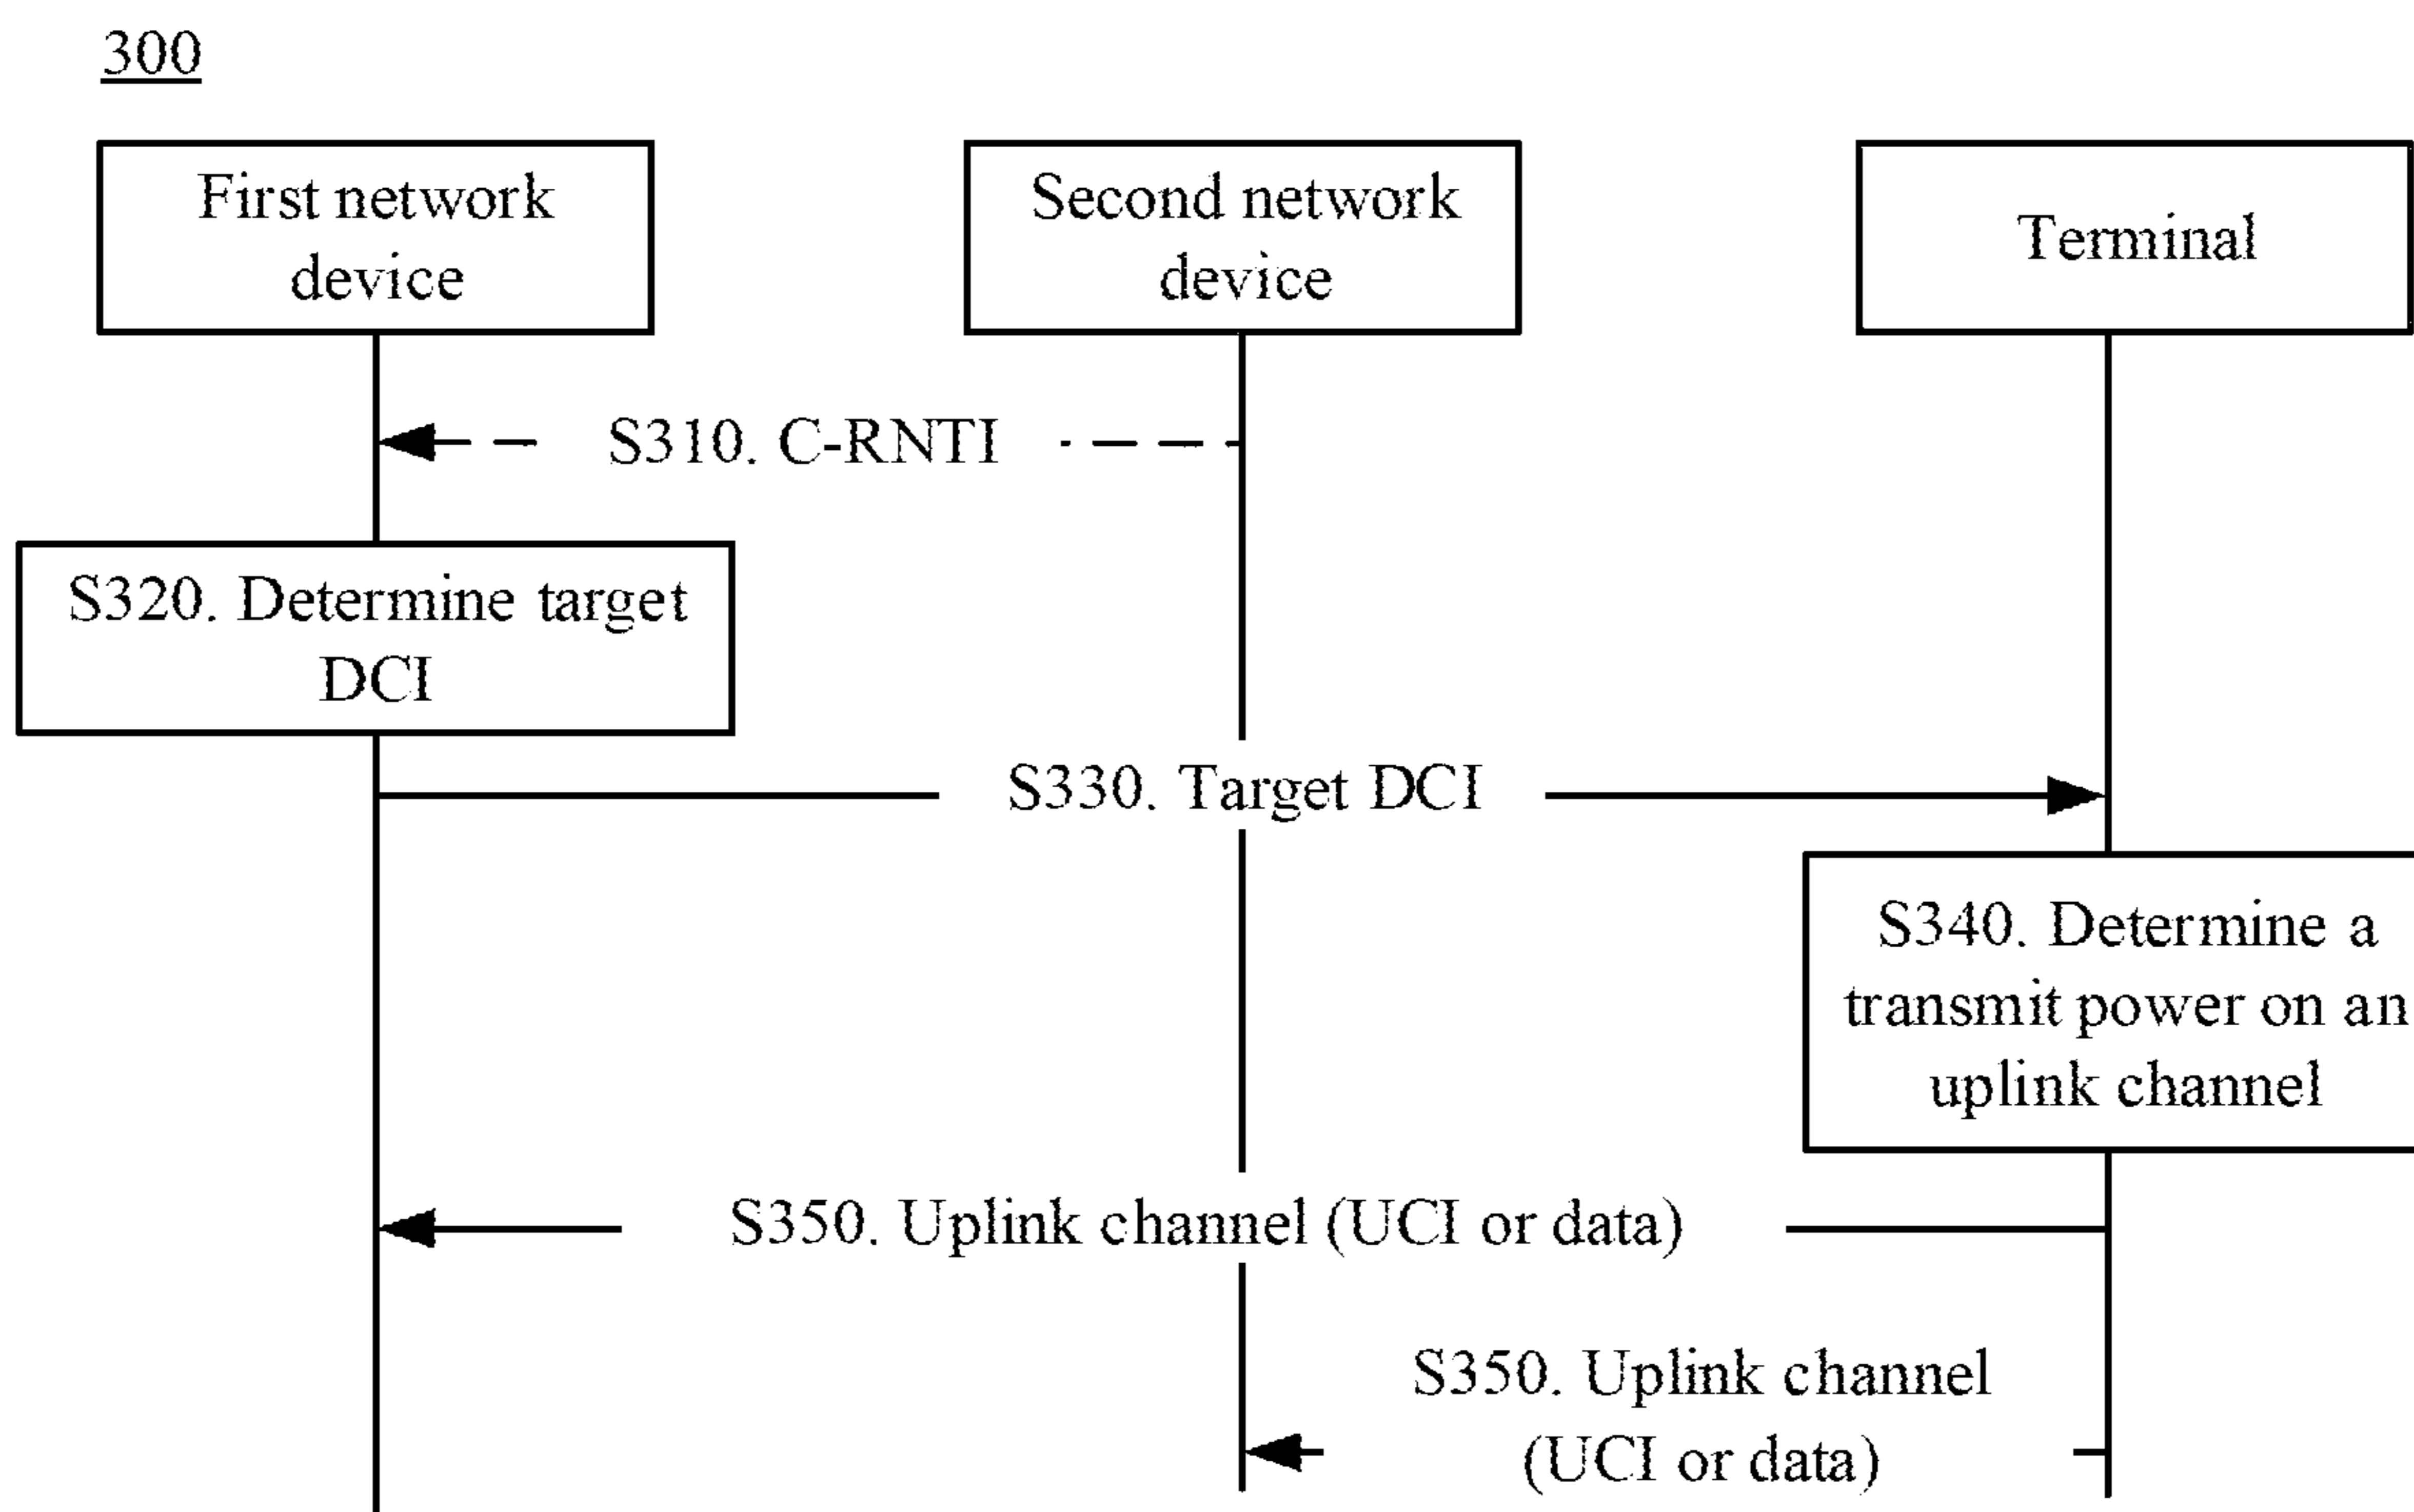 300
First network
device
Second network
device
Terminal
S310. C-RNTI
S320. Determine target
DCI
S330. Target DCI
S340. Determine a
transmit power on an
uplink channel
S350. Uplink channel (UCI or data)
S350. Uplink channel
(UCI or data)